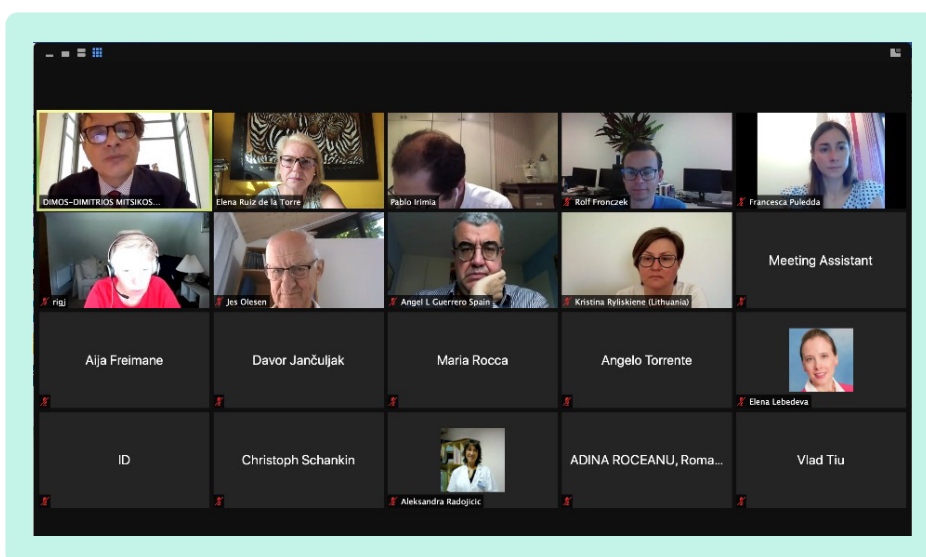 DIMOS-DIMITRIOS MITSIKOS...
Elena Ruiz de la Torre
Pablo Irimia
Rolf Fronczek
Francesca Puledda
rigj
Jes Olesen
Angel L Guerrero Spain
Kristina Ryliskiene (Lithuania)
Meeting Assistant
Aija Freimane
Davor Jančuljak
Maria Rocca
Angelo Torrente
Elena Lebedeva
ID
Christoph Schankin
Aleksandra Radojicic
ADINA ROCEANU, Roma...
Vlad Tiu